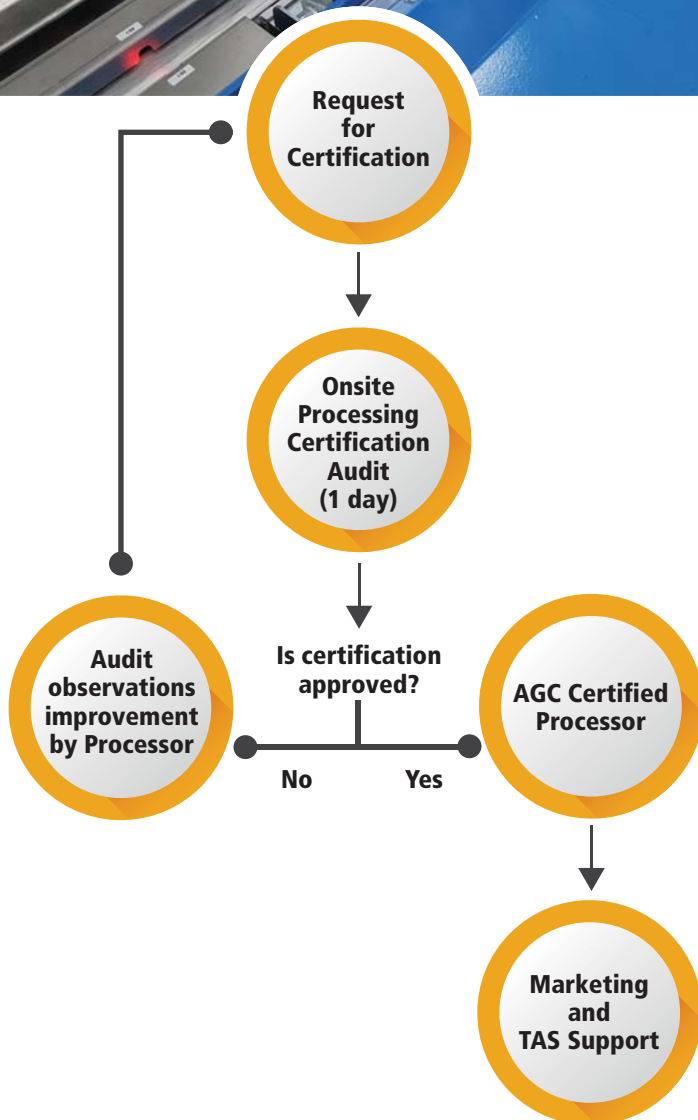 Request
for
Certification
Onsite
Processing
Certification
Audit
(1 day)
Is certification
approved?
No
Yes
Audit
observations
improvement
by Processor
AGC Certified
Processor
Marketing
and
TAS Support